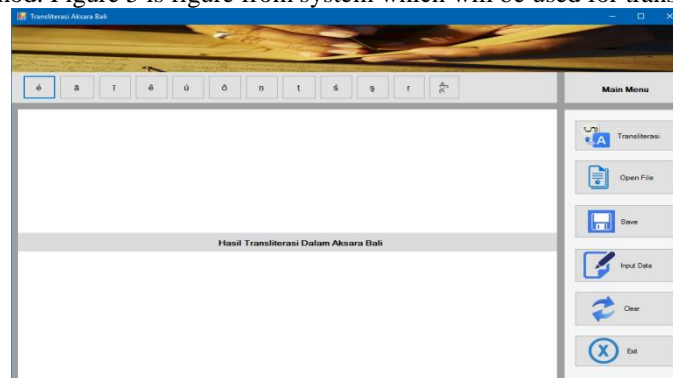 nod. Figure 3 is figure from system which will be used for trans
Transliterasi Aksara Bali
é ā ī ě ú ö ṇ ṭ ś ṣ ṛ
Main Menu
Transliterasi
Open File
Save
Hasil Transliterasi Dalam Aksara Bali
Input Data
Clear
Exit